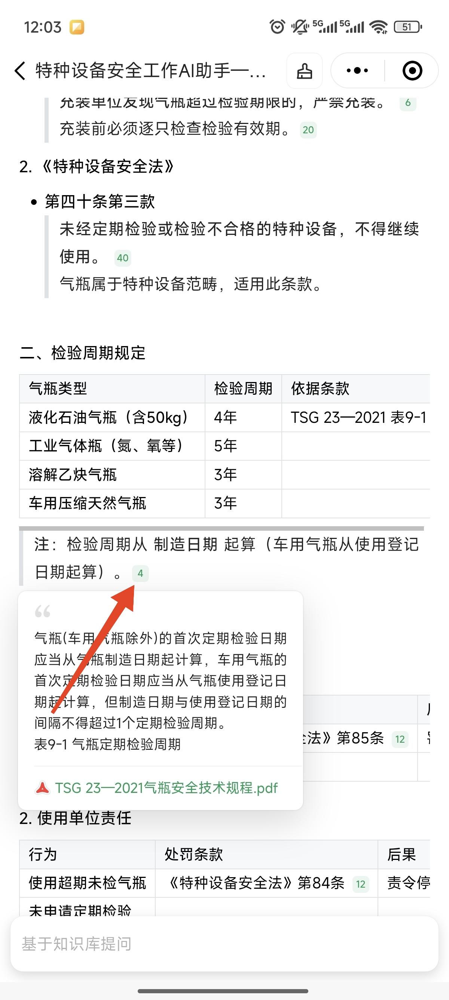 12:03
5G 5G 51
特种设备安全工作AI助手—...
充装单位发现气瓶超过检验期限的，严禁充装。 6
充装前必须逐只检查检验有效期。 20
2.《特种设备安全法》
• 第四十条第三款
未经定期检验或检验不合格的特种设备，不得继续
使用。 40
气瓶属于特种设备范畴，适用此条款。
二、检验周期规定
气瓶类型 检验周期 依据条款
液化石油气瓶（含50kg） 4年 TSG 23—2021 表9-1
工业气体瓶（氮、氧等） 5年
溶解乙炔气瓶 3年
车用压缩天然气瓶 3年
注：检验周期从 制造日期 起算（车用气瓶从使用登记
日期起算）。 4
“
气瓶(车用气瓶除外)的首次定期检验日期
应当从气瓶制造日期起计算，车用气瓶的
首次定期检验日期应当从气瓶使用登记日
期起计算，但制造日期与使用登记日期的
间隔不得超过1个定期检验周期。
表9-1 气瓶定期检验周期
TSG 23—2021气瓶安全技术规程.pdf
法》第85条 12
2. 使用单位责任
行为 处罚条款 后果
使用超期未检气瓶 《特种设备安全法》第84条 12 责令停
未申请定期检验
基于知识库提问